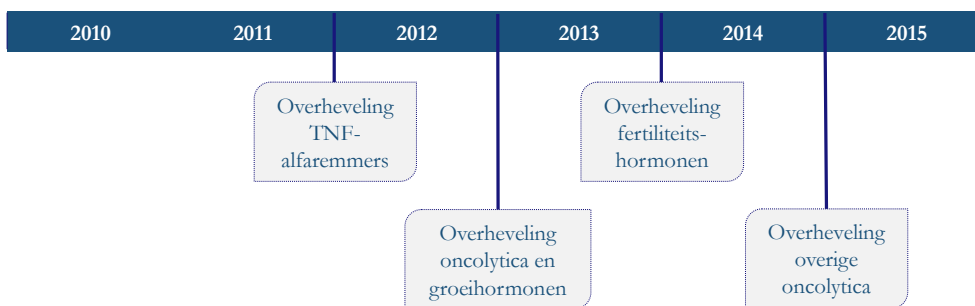 2010 2011 2012 2013 2014 2015
Overheveling
TNF-
alfaremmers
Overheveling
oncolytica en
groeihormonen
Overheveling
fertiliteits-
hormonen
Overheveling
overige
oncolytica